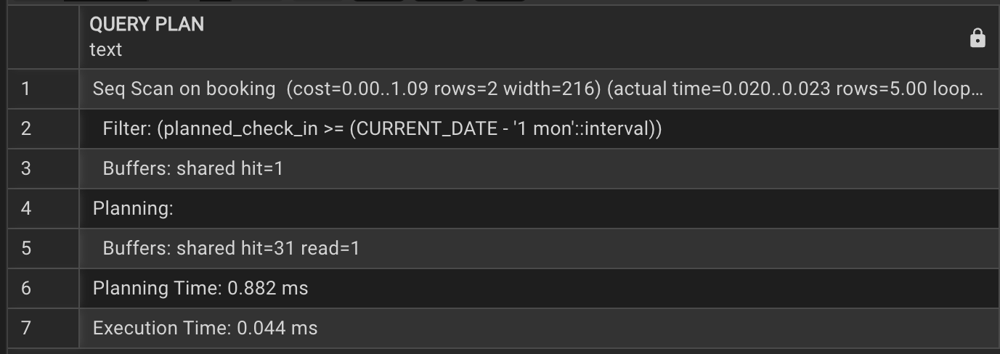 QUERY PLAN
text
1 Seq Scan on booking (cost=0.00..1.09 rows=2 width=216) (actual time=0.020..0.023 rows=5.00 loop...
2 Filter: (planned_check_in >= (CURRENT_DATE - '1 mon'::interval))
3 Buffers: shared hit=1
4 Planning:
5 Buffers: shared hit=31 read=1
6 Planning Time: 0.882 ms
7 Execution Time: 0.044 ms